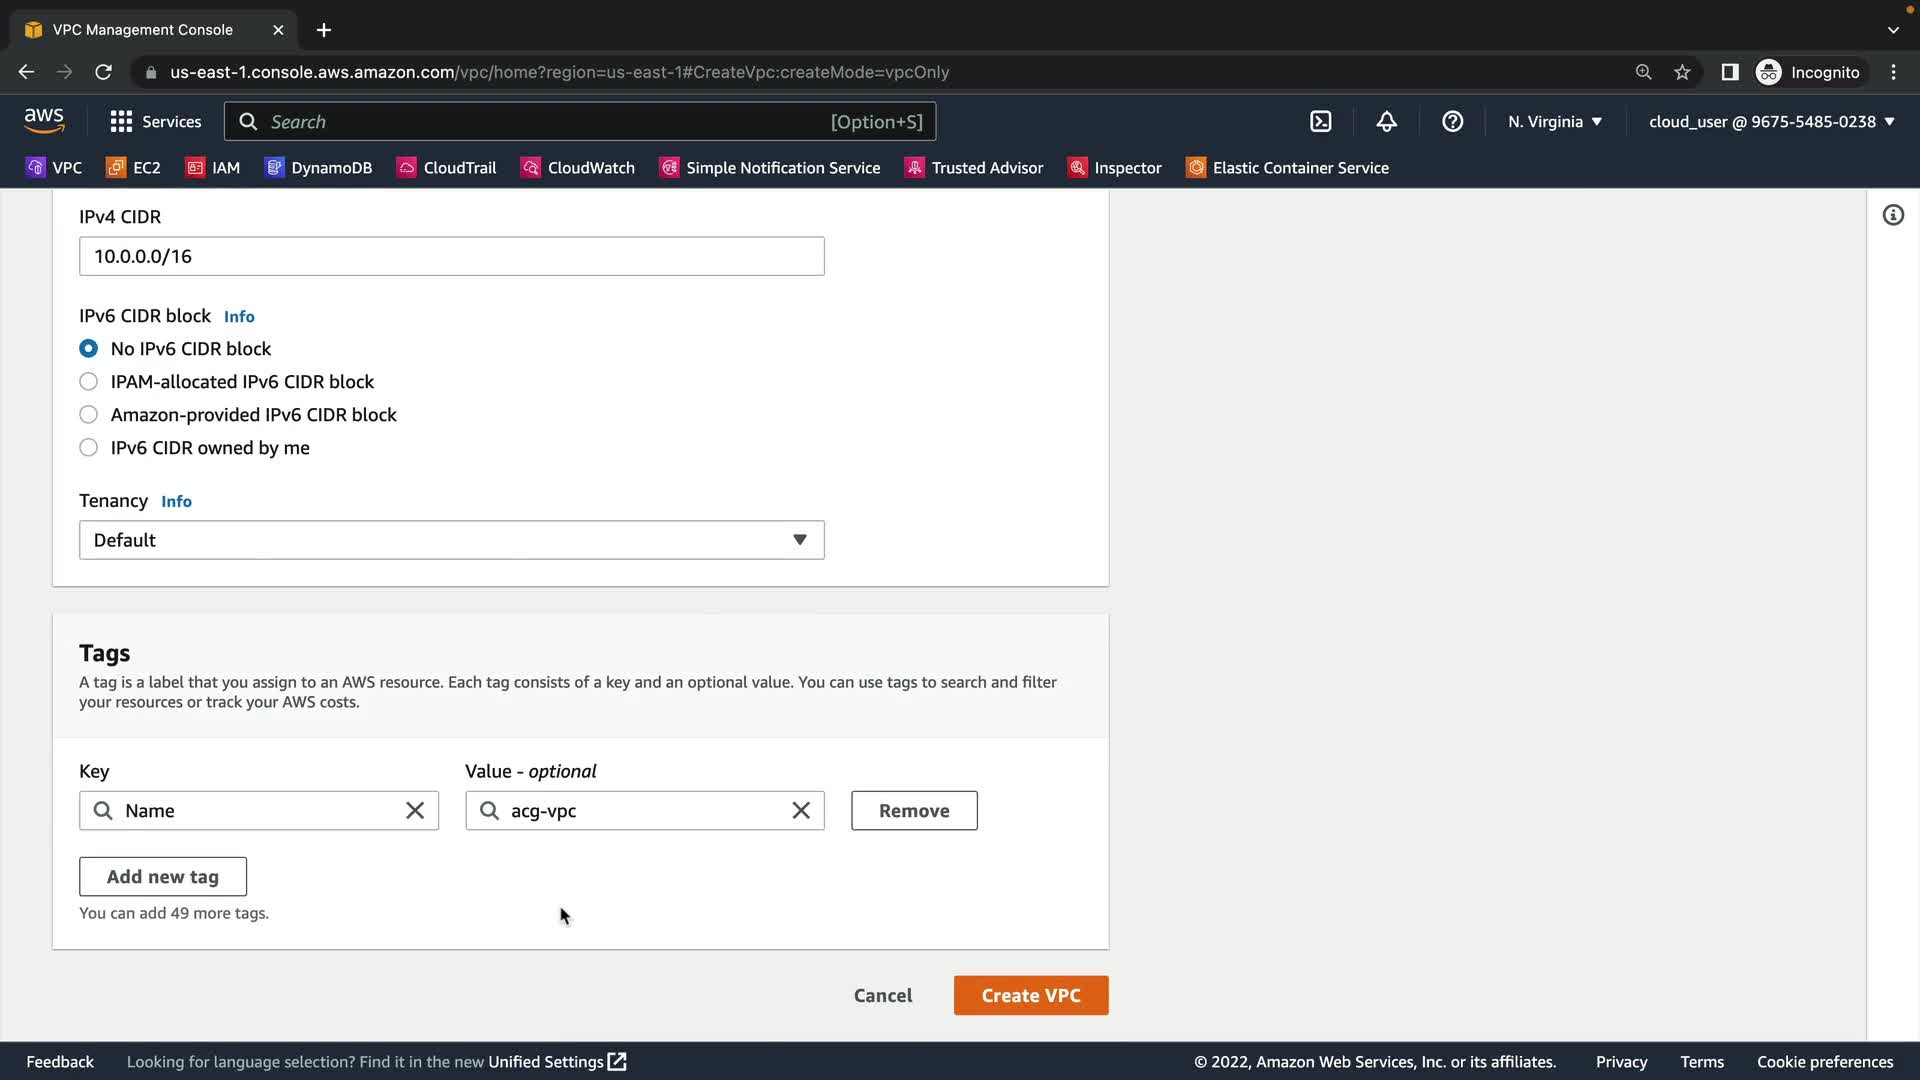 VPC Management Console
us-east-1.console.aws.amazon.com/vpc/home?region=us-east-1#CreateVpc:createMode=vpcOnly
Incognito
aws
Services
Search
[Option+S]
N. Virginia
cloud_user @ 9675-5485-0238
VPC
EC2
IAM
DynamoDB
CloudTrail
CloudWatch
Simple Notification Service
Trusted Advisor
Inspector
Elastic Container Service
IPv4 CIDR
10.0.0.0/16
IPv6 CIDR block Info
No IPv6 CIDR block
IPAM-allocated IPv6 CIDR block
Amazon-provided IPv6 CIDR block
IPv6 CIDR owned by me
Tenancy Info
Default
Tags
A tag is a label that you assign to an AWS resource. Each tag consists of a key and an optional value. You can use tags to search and filter
your resources or track your AWS costs.
Key
Value - optional
Name
acg-vpc
Remove
Add new tag
You can add 49 more tags.
Cancel
Create VPC
Feedback
Looking for language selection? Find it in the new Unified Settings
© 2022, Amazon Web Services, Inc. or its affiliates.
Privacy
Terms
Cookie preferences